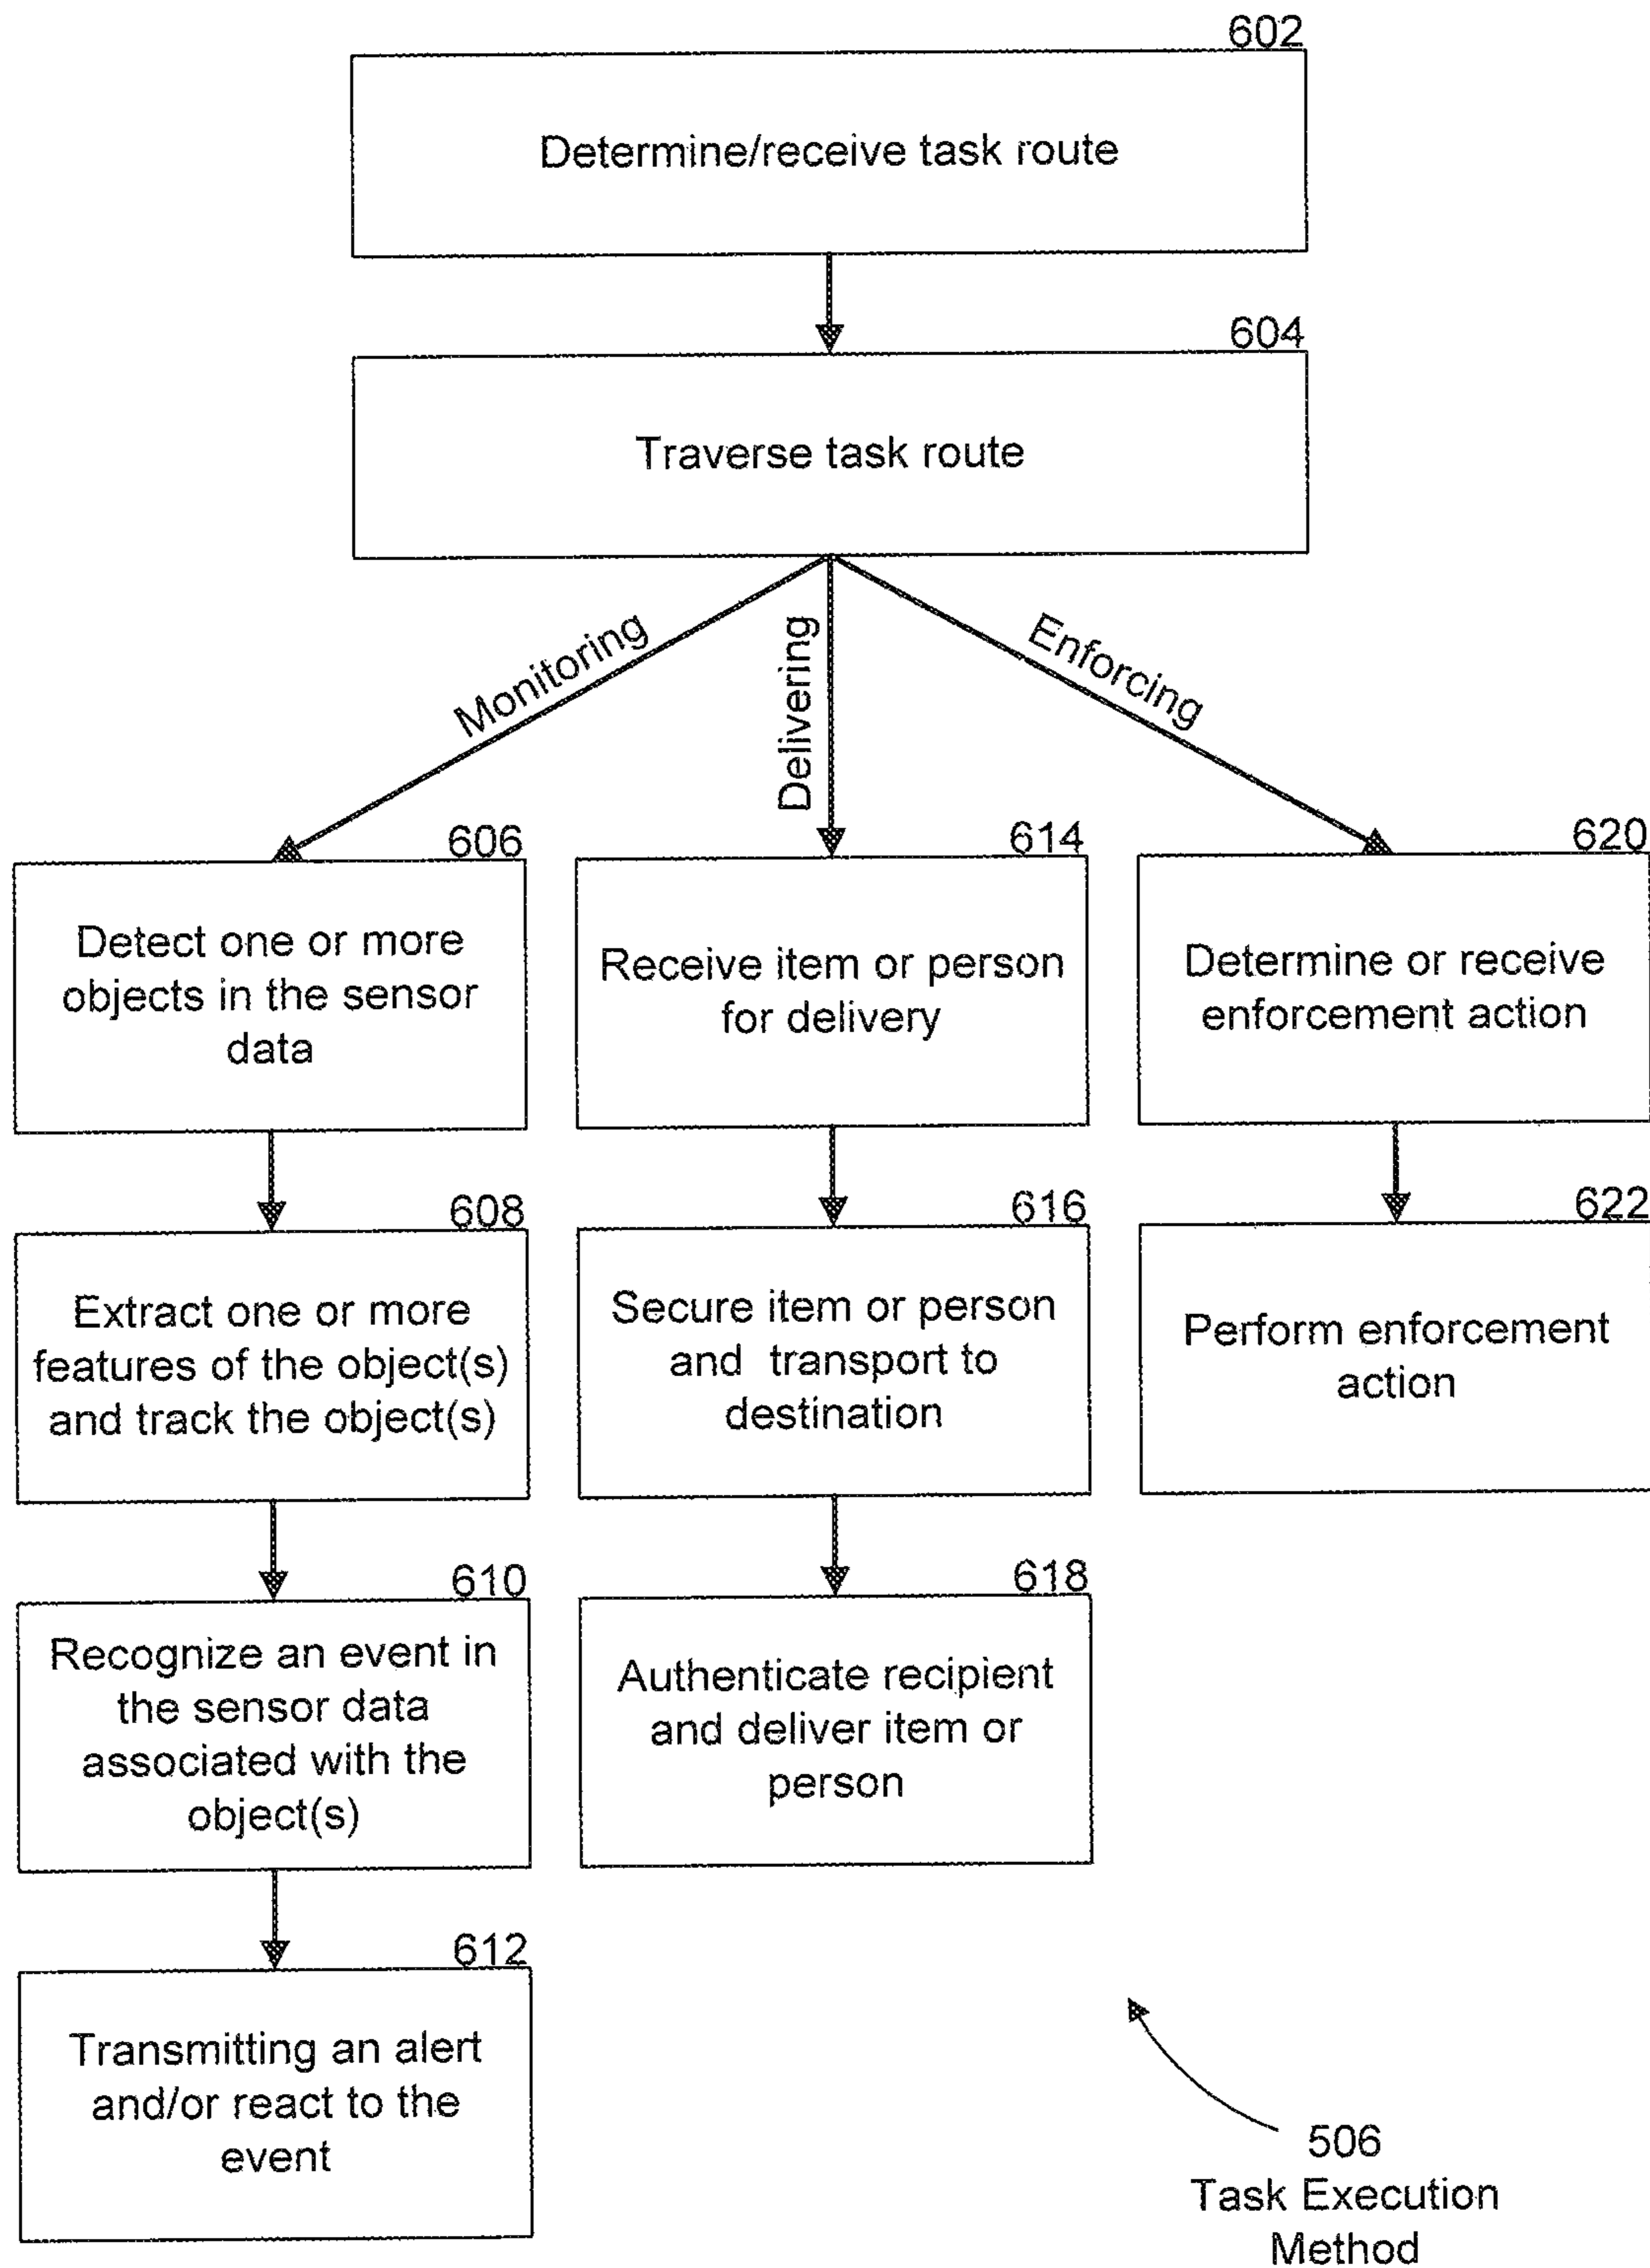 602
Determine/receive task route
604
Traverse task route
Monitoring
Delivering
Enforcing
606
Detect one or more
objects in the sensor
data
608
Extract one or more
features of the object(s)
and track the object(s)
610
Recognize an event in
the sensor data
associated with the
object(s)
612
Transmitting an alert
and/or react to the
event
614
Receive item or person
for delivery
616
Secure item or person
and transport to
destination
618
Authenticate recipient
and deliver item or
person
620
Determine or receive
enforcement action
622
Perform enforcement
action
506
Task Execution
Method